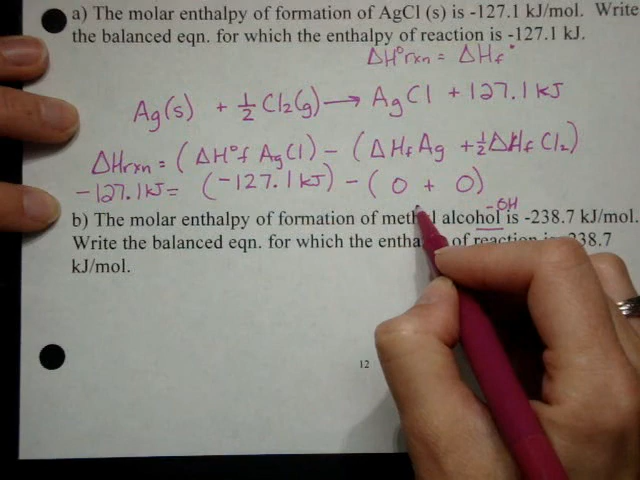 a) The molar enthalpy of formation of AgCl (s) is -127.1 kJ/mol. Write
the balanced eqn. for which the enthalpy of reaction is -127.1 kJ.
ΔH°rxn = ΔHf°
Ag(s) + 1/2 Cl2(g) → AgCl + 127.1 kJ
ΔHrxn = (ΔH°f AgCl) - (ΔHf Ag + 1/2 ΔHf Cl2)
-127.1 kJ = (-127.1 kJ) - (0 + 0)
-OH
b) The molar enthalpy of formation of methyl alcohol is -238.7 kJ/mol.
Write the balanced eqn. for which the of reaction is 238.7
kJ/mol.
12